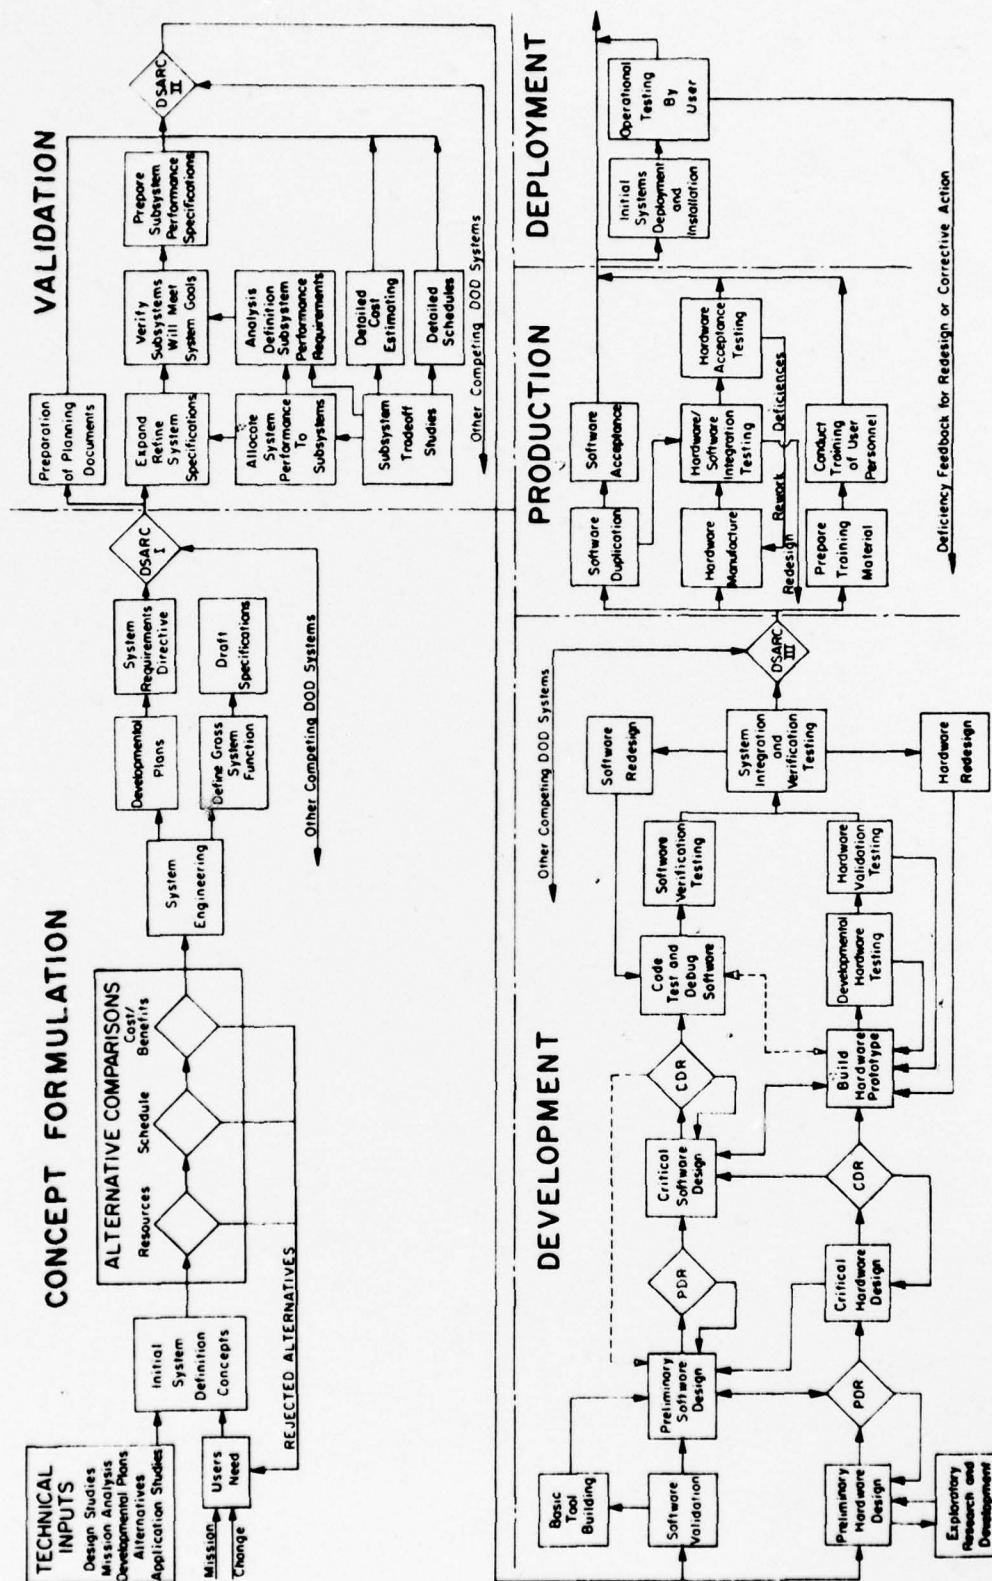 CONCEPT FORMULATION
TECHNICAL
INPUTS
Design Studies
Mission Analysis
Developmental Plans
Alternatives
Application Studies
Mission
Change
Users
Need
Initial
System
Definition
Concepts
ALTERNATIVE COMPARISONS
Resources
Schedule
Cost/
Benefits
REJECTED ALTERNATIVES
System
Engineering
Developmental
Plans
System
Requirements
Directive
Define Gross
System
Function
Draft
Specifications
DSARC
I
Other Competing DOD Systems
VALIDATION
Preparation
of Planning
Documents
Expand
Refine
System
Specifications
Verify
Subsystems
Will Meet
System Goals
Prepare
Subsystem
Performance
Specifications
Allocate
System
Performance
To
Subsystems
Analysis
Definition
Subsystem
Performance
Requirements
Subsystem
Tradeoff
Studies
Detailed
Cost
Estimating
Detailed
Schedules
DSARC
II
Other Competing DOD Systems
DEVELOPMENT
Basic
Tool
Building
Software
Validation
Preliminary
Software
Design
PDR
Critical
Software
Design
CDR
Code
Test and
Debug
Software
Software
Verification
Testing
Software
Redesign
Preliminary
Hardware
Design
Exploratory
Research and
Development
PDR
Critical
Hardware
Design
CDR
Build
Hardware
Prototype
Developmental
Hardware
Testing
Hardware
Validation
Testing
System
Integration
and
Verification
Testing
Hardware
Redesign
Other Competing DOD Systems
DSARC
III
PRODUCTION
Software
Duplication
Software
Acceptance
Hardware
Manufacture
Hardware/
Software
Integration
Testing
Hardware
Acceptance
Testing
Rework Deficiences
Redesign
Prepare
Training
Material
Conduct
Training
of User
Personnel
DEPLOYMENT
Initial
Systems
Deployment
and
Installation
Operational
Testing
By
User
Deficiency Feedback for Redesign or Corrective Action